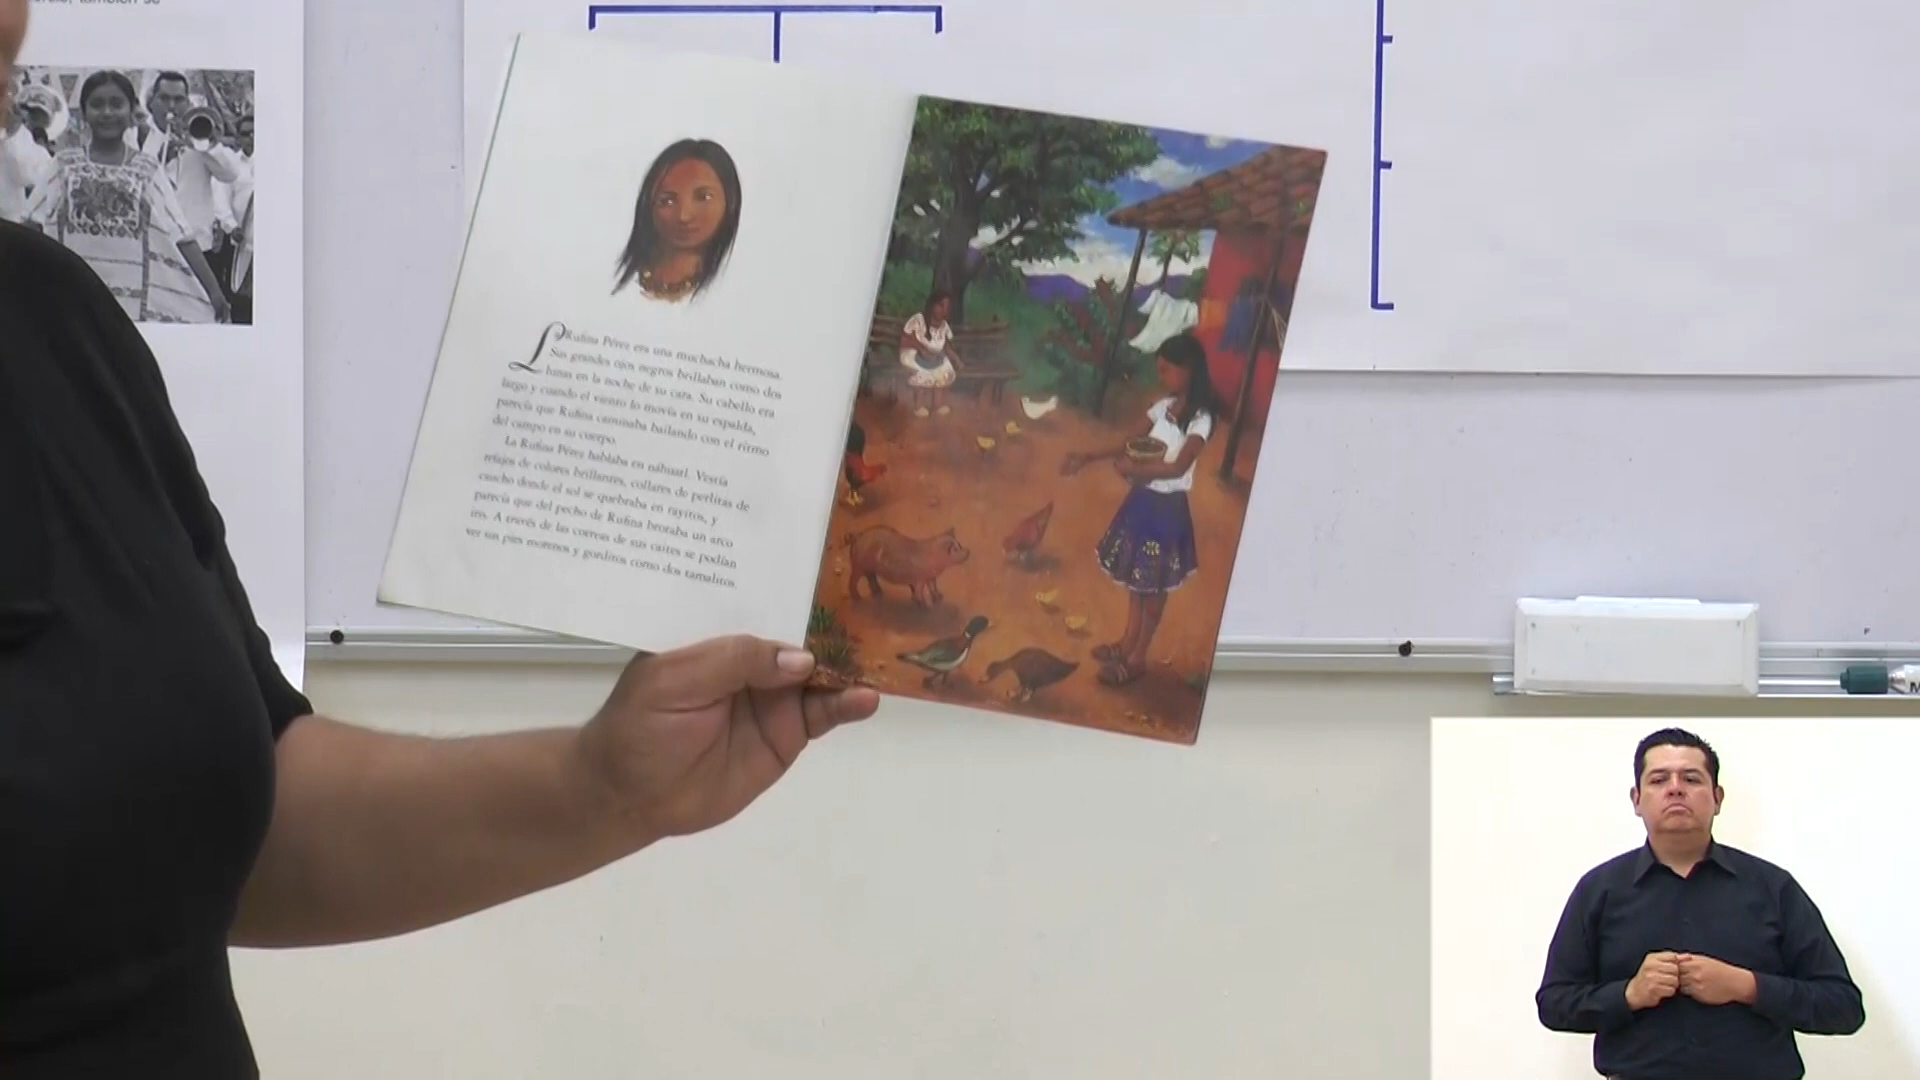 también se
La Rufina Pérez era una muchacha hermosa.
Sus grandes ojos negros brillaban como dos
lunas en la noche de su cara. Su cabello era
largo y cuando el viento lo movía en su espalda,
parecía que Rufina caminaba bailando con el ritmo
del campo en su cuerpo.
La Rufina Pérez hablaba en náhuatl. Vestía
refajos de colores brillantes, collares de perlitas de
caucho donde el sol se quebraba en rayitos, y
parecía que del pecho de Rufina brotaba un arco
iris. A través de las correas de sus caites se podían
ver sus pies morenos y gorditos como dos tamalitos.
M